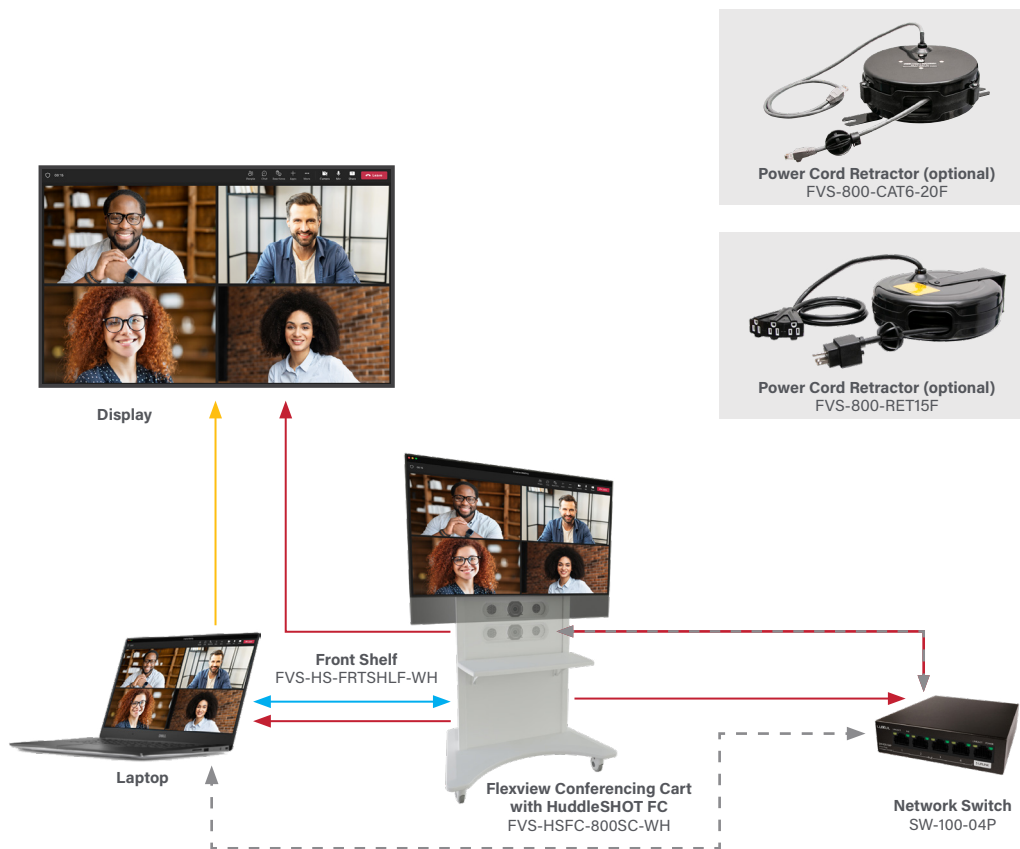 Power Cord Retractor (optional)
FVS-800-CAT6-20F
Power Cord Retractor (optional)
FVS-800-RET15F
Leave
Display
Front Shelf
FVS-HS-FRTSHLF-WH
Laptop
Flexview Conferencing Cart
with HuddleSHOT FC
FVS-HSFC-800SC-WH
Network Switch
SW-100-04P